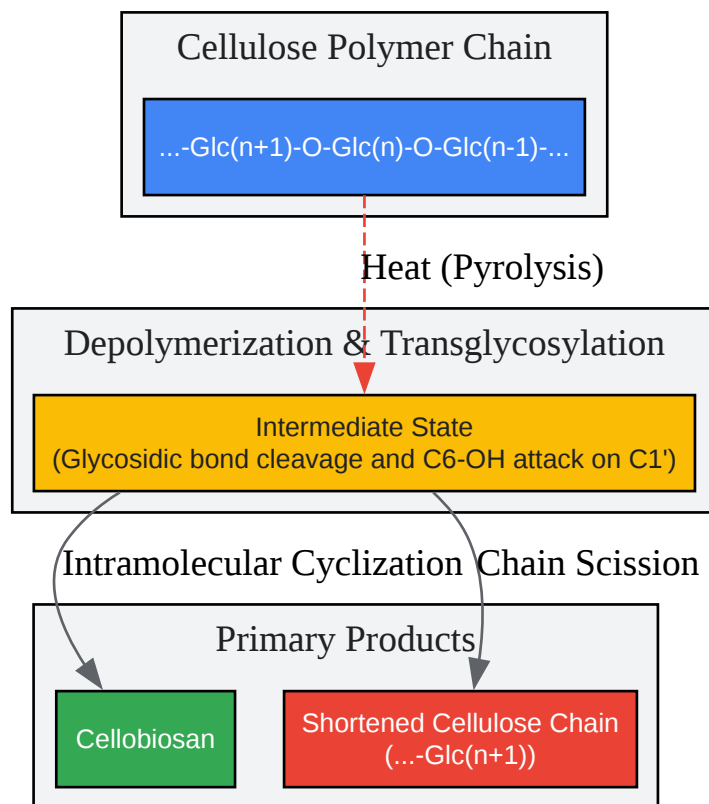 Cellulose Polymer Chain
...-Glc(n+1)-O-Glc(n)-O-Glc(n-1)-...
Heat (Pyrolysis)
Depolymerization & Transglycosylation
Intermediate State
(Glycosidic bond cleavage and C6-OH attack on C1')
Intramolecular Cyclization
Chain Scission
Primary Products
Cellobiosan
Shortened Cellulose Chain
(...-Glc(n+1))